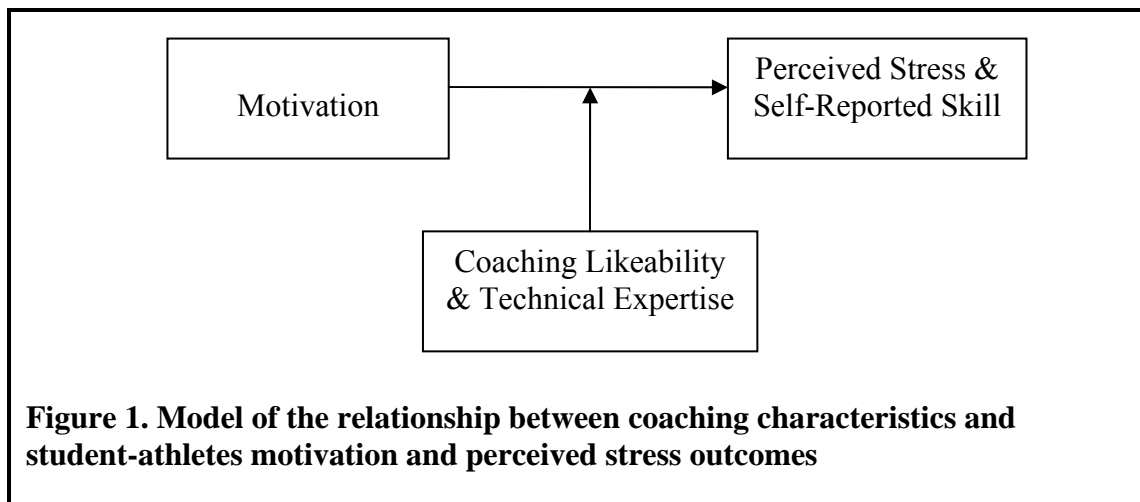 Motivation
Perceived Stress &
Self-Reported Skill
Coaching Likeability
& Technical Expertise
Figure 1. Model of the relationship between coaching characteristics and
student-athletes motivation and perceived stress outcomes